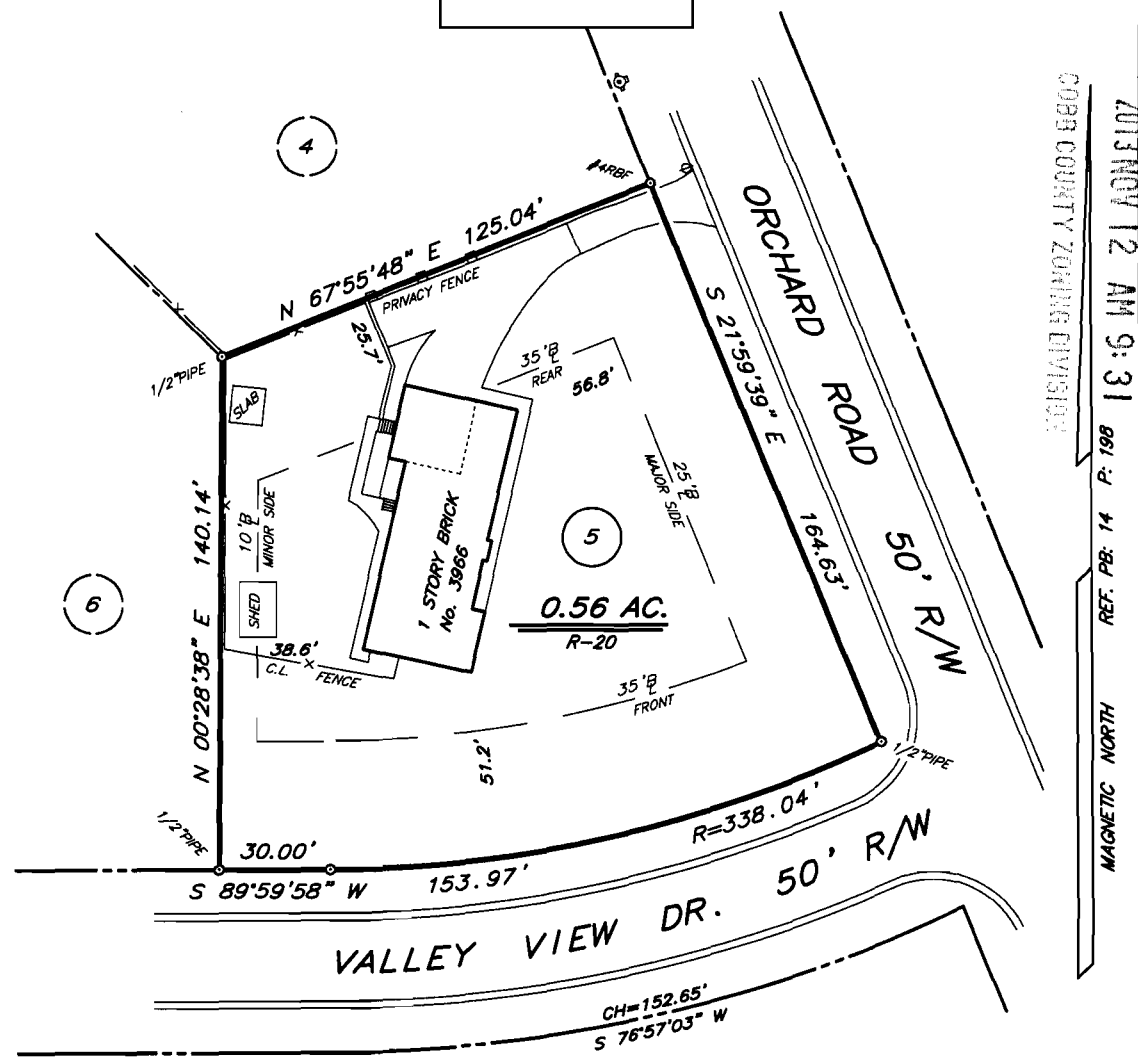 4
#4RBF
N 67°55'48" E 125.04'
PRIVACY FENCE
1/2"PIPE
25.7'
SLAB
35'BL
REAR
56.8'
S 21°59'39" E 164.63'
ORCHARD ROAD 50' R/W
25'BL
MAJOR SIDE
10'BL
MINOR SIDE
N 00°28'38" E 140.14'
1 STORY BRICK
No. 3966
5
0.56 AC.
R-20
6
SHED
38.6'
C.L. FENCE
35'BL
FRONT
51.2'
1/2"PIPE
1/2"PIPE
30.00'
S 89°59'58" W
153.97'
R=338.04'
VALLEY VIEW DR. 50' R/W
CH=152.65'
S 76°57'03" W
2013 NOV 12 AM 9:31
COBB COUNTY ZONING DIVISION
MAGNETIC NORTH REF. PB: 14 P: 198